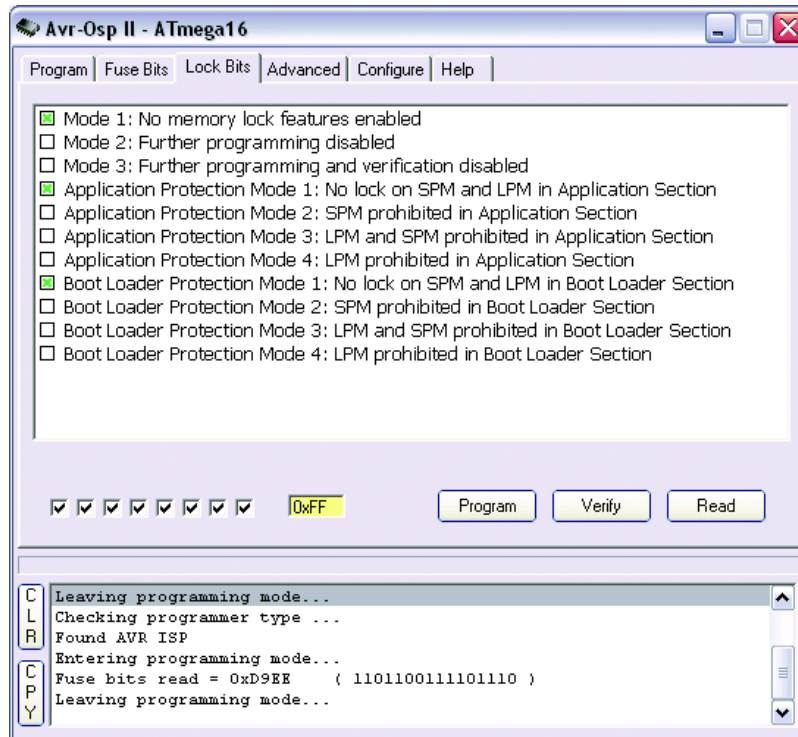 Avr-Osp II - ATmega16
Program Fuse Bits Lock Bits Advanced Configure Help
Mode 1: No memory lock features enabled
Mode 2: Further programming disabled
Mode 3: Further programming and verification disabled
Application Protection Mode 1: No lock on SPM and LPM in Application Section
Application Protection Mode 2: SPM prohibited in Application Section
Application Protection Mode 3: LPM and SPM prohibited in Application Section
Application Protection Mode 4: LPM prohibited in Application Section
Boot Loader Protection Mode 1: No lock on SPM and LPM in Boot Loader Section
Boot Loader Protection Mode 2: SPM prohibited in Boot Loader Section
Boot Loader Protection Mode 3: LPM and SPM prohibited in Boot Loader Section
Boot Loader Protection Mode 4: LPM prohibited in Boot Loader Section
0xFF Program Verify Read
CLR
CPY
Leaving programming mode...
Checking programmer type ...
Found AVR ISP
Entering programming mode...
Fuse bits read = 0xD9EE ( 1101100111101110 )
Leaving programming mode...